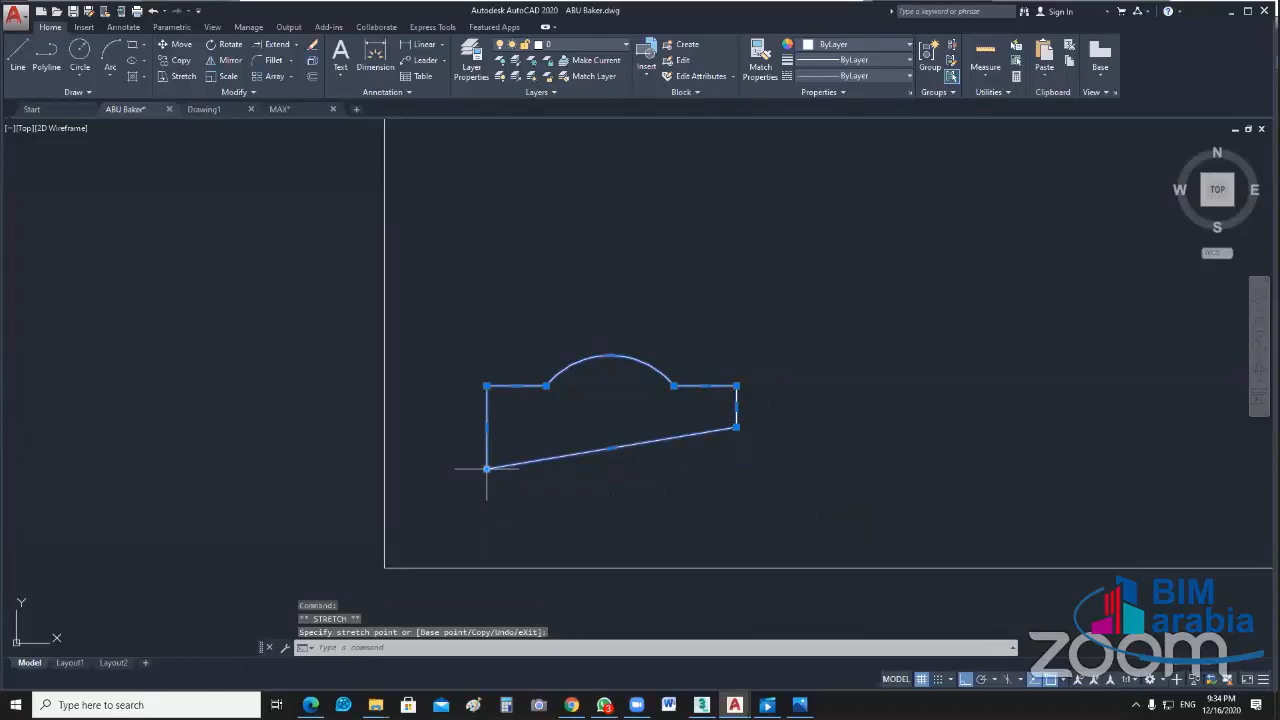 Autodesk AutoCAD 2020 ABU Baker.dwg
Type a keyword or phrase
Sign In
Home Insert Annotate Parametric View Manage Output Add-ins Collaborate Express Tools Featured Apps
Line Polyline Circle Arc
Move Rotate Extend
Copy Mirror Fillet
Stretch Scale Array
Text Dimension
Linear
Leader
Table
Layer Properties
0
Make Current
Match Layer
Insert
Create
Edit
Edit Attributes
Match Properties
ByLayer
ByLayer
ByLayer
Group
Measure
Paste
Base
Draw Modify Annotation Layers Block Properties Groups Utilities Clipboard View
Start ABU Baker* Drawing1 MAX*
[−][Top][2D Wireframe]
N
W TOP E
S
WCS
Y
X
Command:
** STRETCH **
Specify stretch point or [Base point/Copy/Undo/eXit]:
Type a command
BIM
arabia
zoom
Model Layout1 Layout2
MODEL
1:1
Type here to search
3
ENG
9:34 PM
12/16/2020